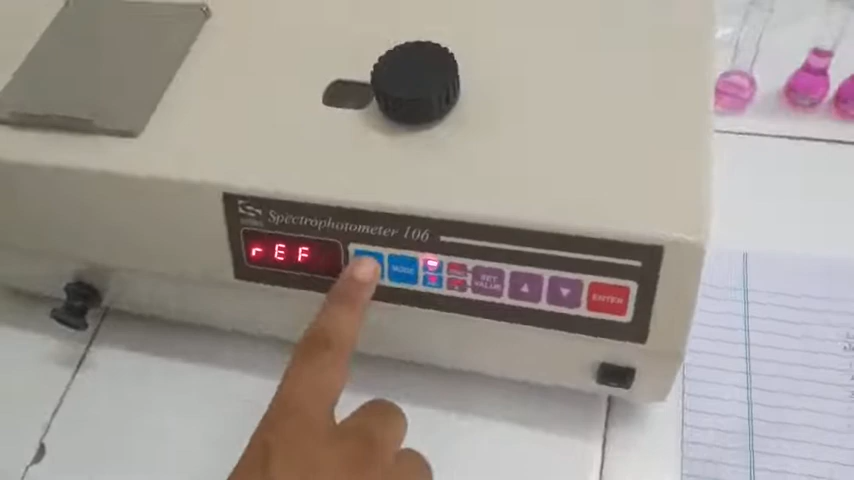 Spectrophotometer 106
rEF
MODE
SET VALUE
ENTER